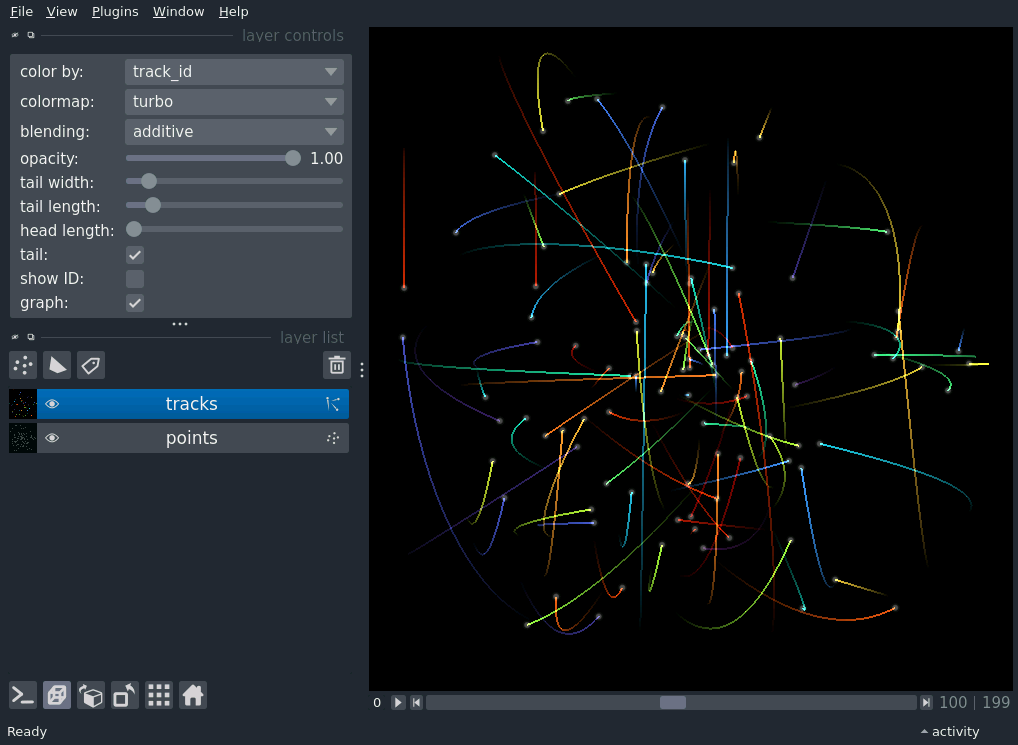 File View Plugins Window Help
layer controls
color by: track_id
colormap: turbo
blending: additive
opacity: 1.00
tail width:
tail length:
head length:
tail:
show ID:
graph:
layer list
tracks
points
0 100 199
Ready activity